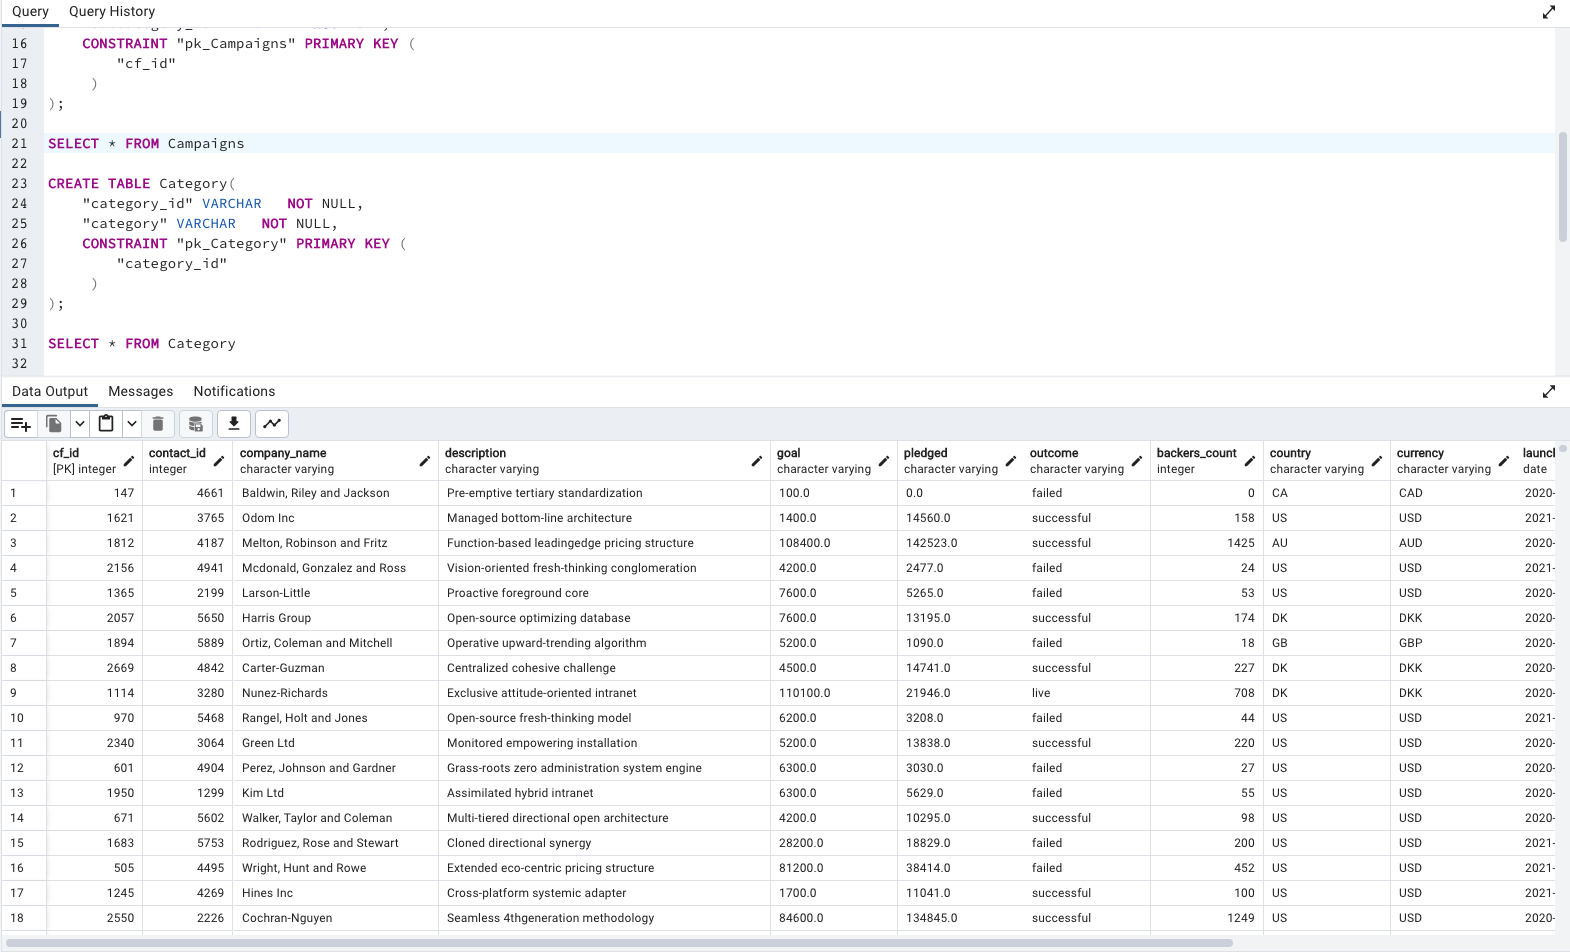 Query Query History
16 CONSTRAINT "pk_Campaigns" PRIMARY KEY (
17 "cf_id"
18 )
19 );
20
21 SELECT * FROM Campaigns
22
23 CREATE TABLE Category(
24 "category_id" VARCHAR NOT NULL,
25 "category" VARCHAR NOT NULL,
26 CONSTRAINT "pk_Category" PRIMARY KEY (
27 "category_id"
28 )
29 );
30
31 SELECT * FROM Category
32
Data Output Messages Notifications
cf_id contact_id company_name description goal pledged outcome backers_count country currency
[PK] integer integer character varying character varying character varying character varying character varying integer character varying character varying date
1 147 4661 Baldwin, Riley and Jackson Pre-emptive tertiary standardization 100.0 0.0 failed 0 CA CAD 2020-
2 1621 3765 Odom Inc Managed bottom-line architecture 1400.0 14560.0 successful 158 US USD 2021-
3 1812 4187 Melton, Robinson and Fritz Function-based leadingedge pricing structure 108400.0 142523.0 successful 1425 AU AUD 2020-
4 2156 4941 Mcdonald, Gonzalez and Ross Vision-oriented fresh-thinking conglomeration 4200.0 2477.0 failed 24 US USD 2021-
5 1365 2199 Larson-Little Proactive foreground core 7600.0 5265.0 failed 53 US USD 2020-
6 2057 5650 Harris Group Open-source optimizing database 7600.0 13195.0 successful 174 DK DKK 2020-
7 1894 5889 Ortiz, Coleman and Mitchell Operative upward-trending algorithm 5200.0 1090.0 failed 18 GB GBP 2020-
8 2669 4842 Carter-Guzman Centralized cohesive challenge 4500.0 14741.0 successful 227 DK DKK 2020-
9 1114 3280 Nunez-Richards Exclusive attitude-oriented intranet 110100.0 21946.0 live 708 DK DKK 2020-
10 970 5468 Rangel, Holt and Jones Open-source fresh-thinking model 6200.0 3208.0 failed 44 US USD 2021-
11 2340 3064 Green Ltd Monitored empowering installation 5200.0 13838.0 successful 220 US USD 2020-
12 601 4904 Perez, Johnson and Gardner Grass-roots zero administration system engine 6300.0 3030.0 failed 27 US USD 2020-
13 1950 1299 Kim Ltd Assimilated hybrid intranet 6300.0 5629.0 failed 55 US USD 2020-
14 671 5602 Walker, Taylor and Coleman Multi-tiered directional open architecture 4200.0 10295.0 successful 98 US USD 2020-
15 1683 5753 Rodriguez, Rose and Stewart Cloned directional synergy 28200.0 18829.0 failed 200 US USD 2021-
16 505 4495 Wright, Hunt and Rowe Extended eco-centric pricing structure 81200.0 38414.0 failed 452 US USD 2021-
17 1245 4269 Hines Inc Cross-platform systemic adapter 1700.0 11041.0 successful 100 US USD 2021-
18 2550 2226 Cochran-Nguyen Seamless 4thgeneration methodology 84600.0 134845.0 successful 1249 US USD 2020-